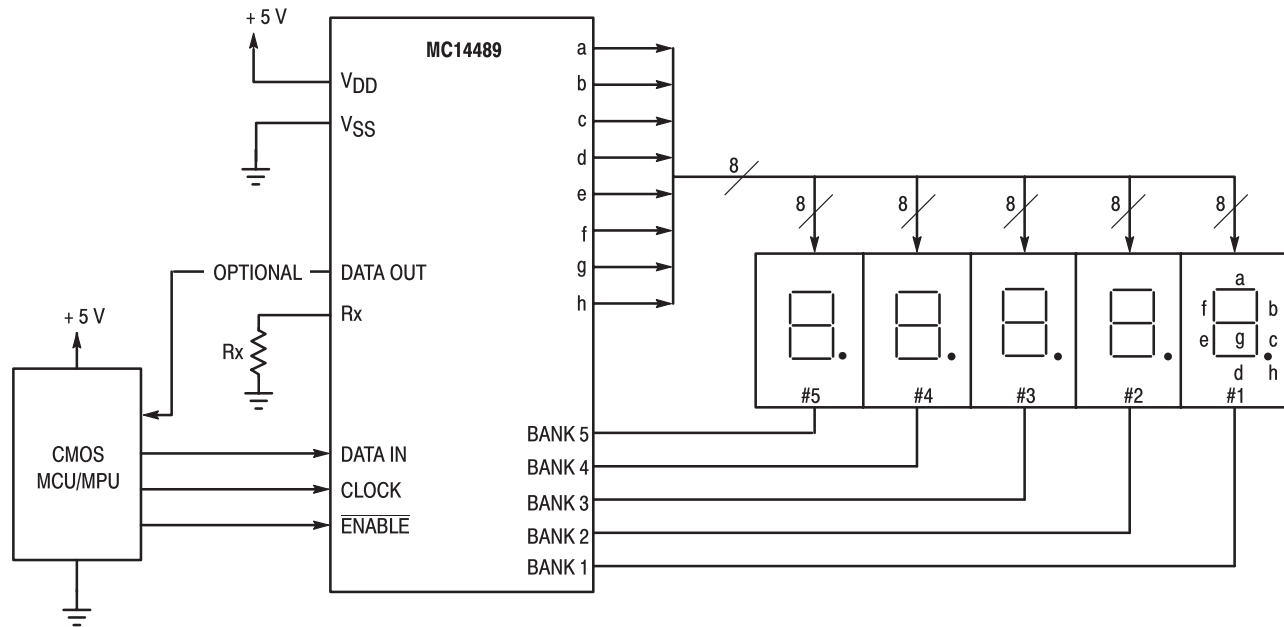 + 5 V
MC14489
VDD
VSS
a
b
c
d
e
f
g
h
8
8
8
8
8
8
OPTIONAL
DATA OUT
Rx
Rx
+ 5 V
CMOS
MCU/MPU
DATA IN
CLOCK
ENABLE
BANK 5
BANK 4
BANK 3
BANK 2
BANK 1
a
f
b
e
g
c
d
h
#5
#4
#3
#2
#1